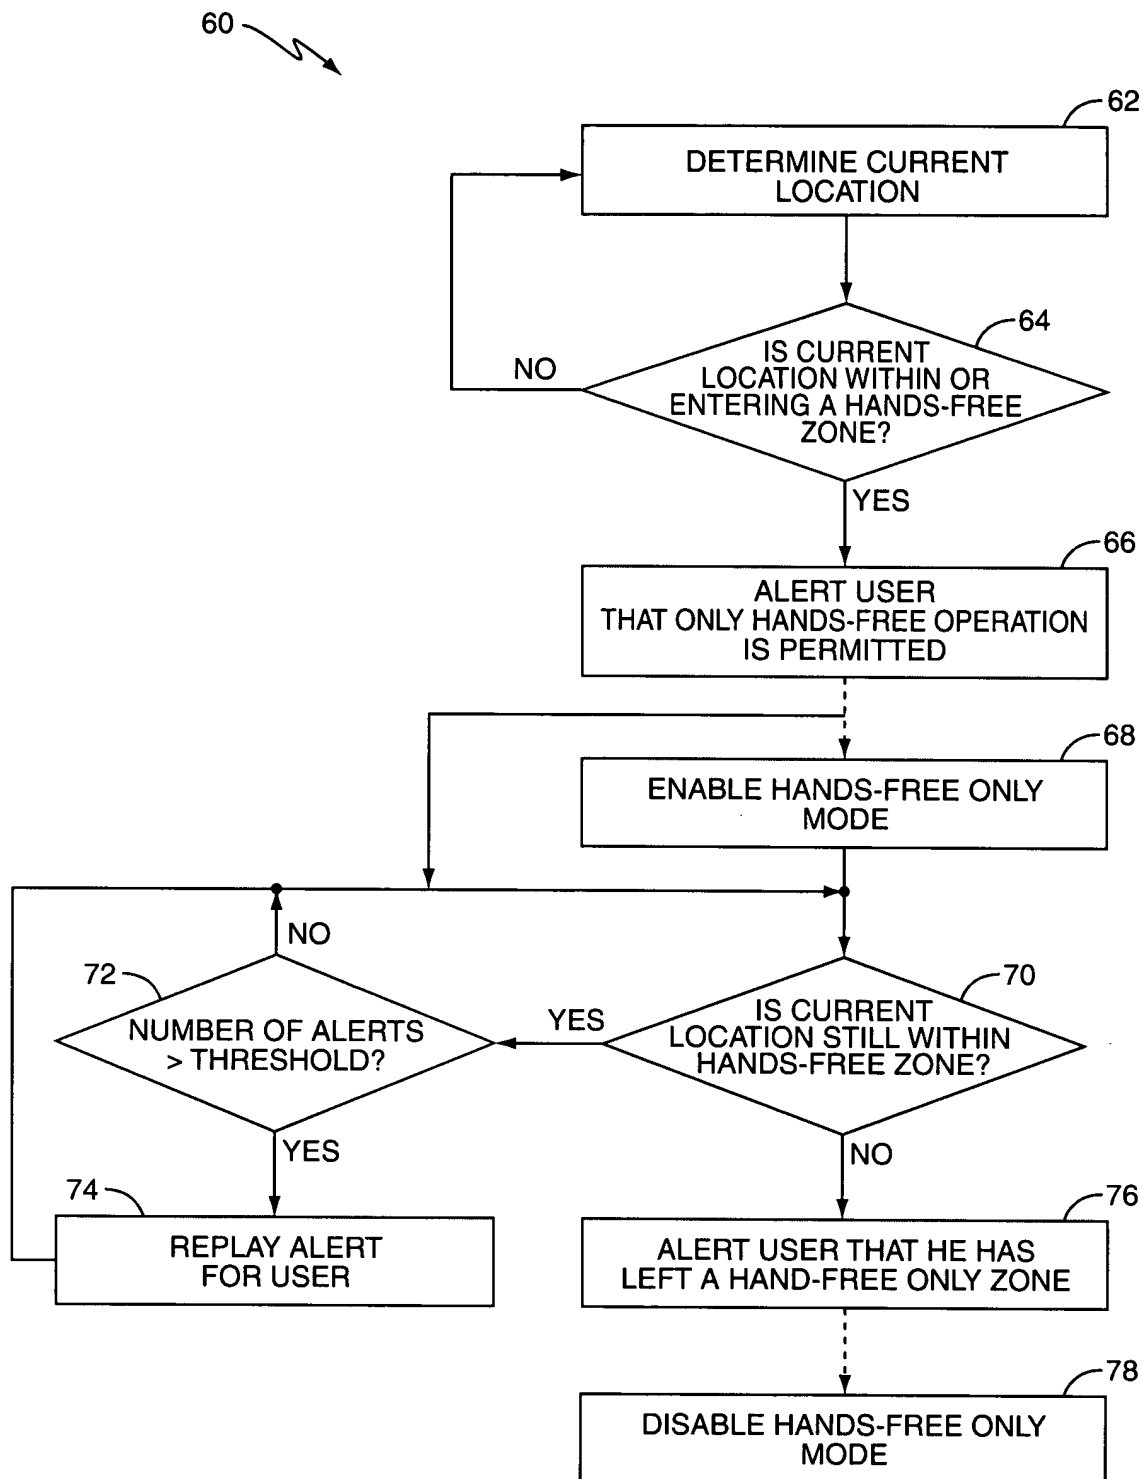 60
62
DETERMINE CURRENT
LOCATION
64
IS CURRENT
LOCATION WITHIN OR
ENTERING A HANDS-FREE
ZONE?
NO
YES
66
ALERT USER
THAT ONLY HANDS-FREE OPERATION
IS PERMITTED
68
ENABLE HANDS-FREE ONLY
MODE
NO
72
NUMBER OF ALERTS
> THRESHOLD?
YES
70
IS CURRENT
LOCATION STILL WITHIN
HANDS-FREE ZONE?
YES
NO
74
REPLAY ALERT
FOR USER
76
ALERT USER THAT HE HAS
LEFT A HAND-FREE ONLY ZONE
78
DISABLE HANDS-FREE ONLY
MODE